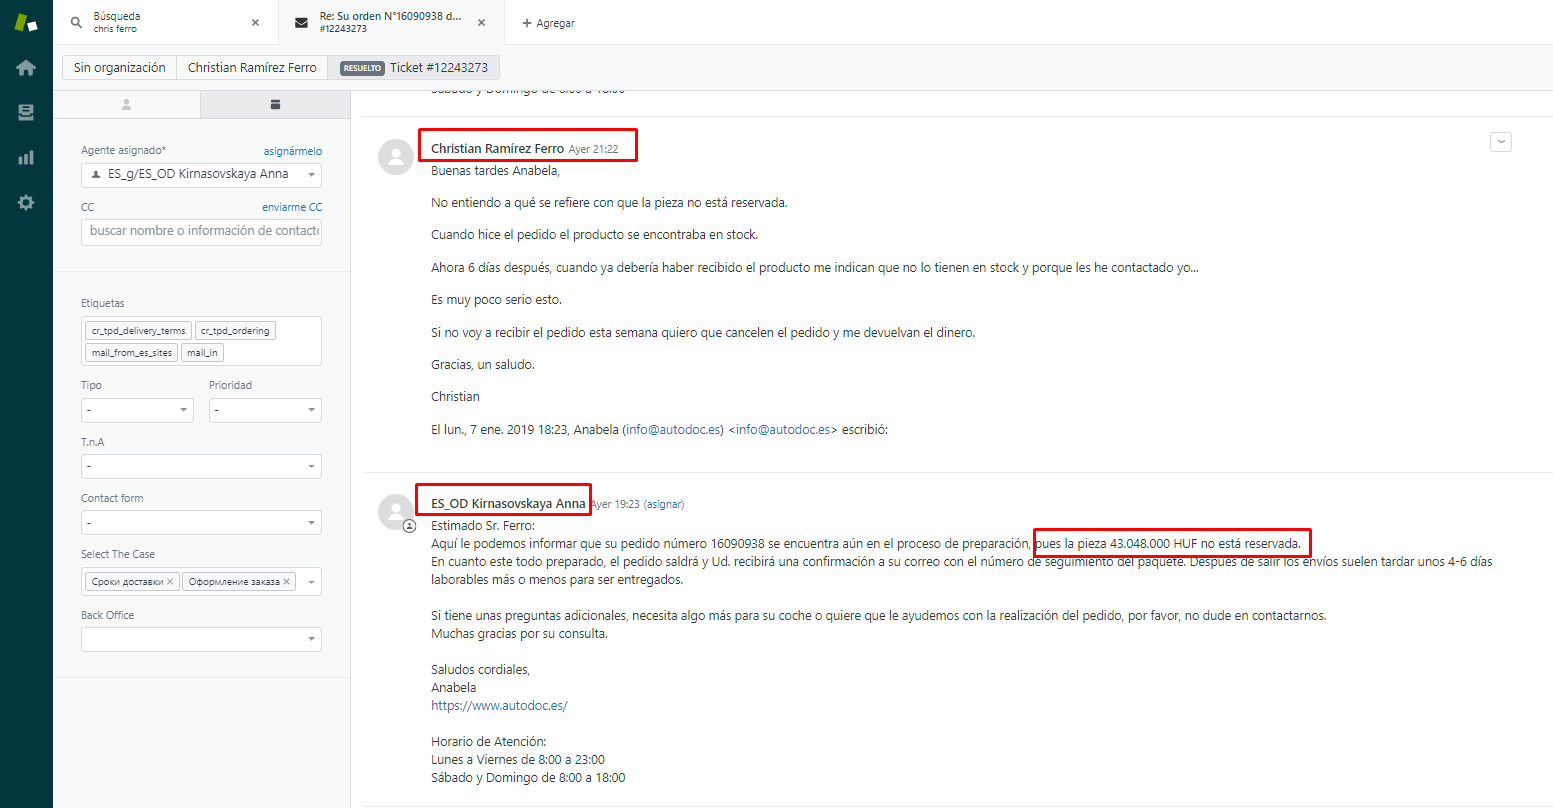 Búsqueda
chris ferro
Re: Su orden N°16090938 d...
#12243273
Agregar
Sin organización
Christian Ramírez Ferro
RESUELTO Ticket #12243273
Sábado y Domingo de 8:00 a 18:00
Agente asignado*
asignármelo
ES_g/ES_OD Kirnasovskaya Anna
CC
enviarme CC
buscar nombre o información de contacto
Etiquetas
cr_tpd_delivery_terms
cr_tpd_ordering
mail_from_es_sites
mail_in
Tipo
Prioridad
-
-
T.n.A
-
Contact form
-
Select The Case
Сроки доставки
Оформление заказа
Back Office
Christian Ramírez Ferro Ayer 21:22
Buenas tardes Anabela,
No entiendo a qué se refiere con que la pieza no está reservada.
Cuando hice el pedido el producto se encontraba en stock.
Ahora 6 días después, cuando ya debería haber recibido el producto me indican que no lo tienen en stock y porque les he contactado yo...
Es muy poco serio esto.
Si no voy a recibir el pedido esta semana quiero que cancelen el pedido y me devuelvan el dinero.
Gracias, un saludo.
Christian
El lun., 7 ene. 2019 18:23, Anabela (info@autodoc.es) <info@autodoc.es> escribió:
ES_OD Kirnasovskaya Anna Ayer 19:23 (asignar)
Estimado Sr. Ferro:
Aquí le podemos informar que su pedido número 16090938 se encuentra aún en el proceso de preparación, pues la pieza 43.048.000 HUF no está reservada.
En cuanto este todo preparado, el pedido saldrá y Ud. recibirá una confirmación a su correo con el número de seguimiento del paquete. Después de salir los envíos suelen tardar unos 4-6 días
laborables más o menos para ser entregados.
Si tiene unas preguntas adicionales, necesita algo más para su coche o quiere que le ayudemos con la realización del pedido, por favor, no dude en contactarnos.
Muchas gracias por su consulta.
Saludos cordiales,
Anabela
https://www.autodoc.es/
Horario de Atención:
Lunes a Viernes de 8:00 a 23:00
Sábado y Domingo de 8:00 a 18:00